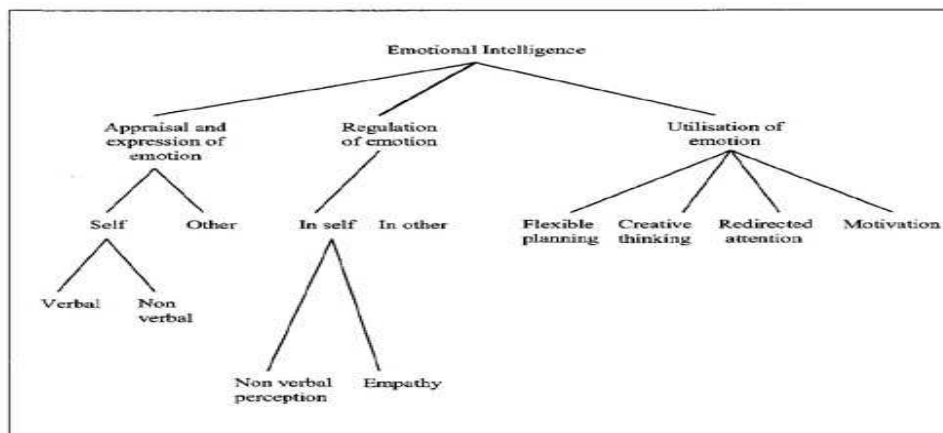 Emotional Intelligence
Appraisal and
expression of
emotion
Regulation
of emotion
Utilisation of
emotion
Self
Other
In self
In other
Flexible
planning
Creative
thinking
Redirected
attention
Motivation
Verbal
Non
verbal
Non verbal
perception
Empathy